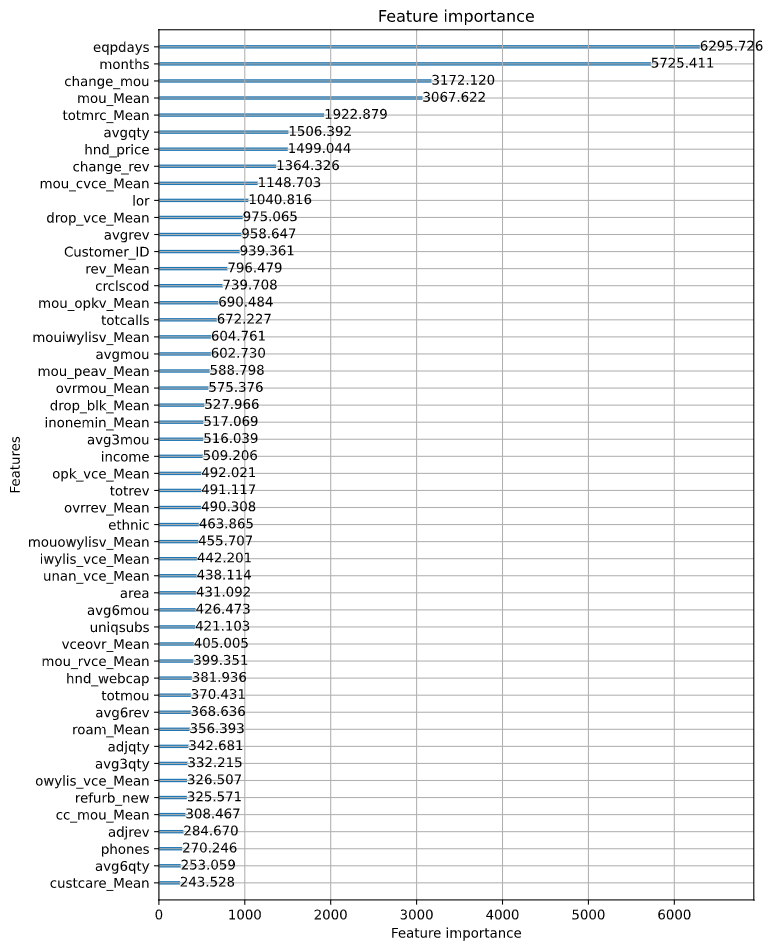 Feature importance
eqpdays 6295.726
months 5725.411
change_mou 3172.120
mou_Mean 3067.622
totmrc_Mean 1922.879
avgqty 1506.392
hnd_price 1499.044
change_rev 1364.326
mou_cvce_Mean 1148.703
lor 1040.816
drop_vce_Mean 975.065
avgrev 958.647
Customer_ID 939.361
rev_Mean 796.479
crclscod 739.708
mou_opkv_Mean 690.484
totcalls 672.227
mouiwylisv_Mean 604.761
avgmou 602.730
mou_peav_Mean 588.798
ovrmou_Mean 575.376
drop_blk_Mean 527.966
inonemin_Mean 517.069
avg3mou 516.039
income 509.206
opk_vce_Mean 492.021
totrev 491.117
ovrrev_Mean 490.308
ethnic 463.865
mouowylisv_Mean 455.707
iwylis_vce_Mean 442.201
unan_vce_Mean 438.114
area 431.092
avg6mou 426.473
uniqsubs 421.103
vceovr_Mean 405.005
mou_rvce_Mean 399.351
hnd_webcap 381.936
totmou 370.431
avg6rev 368.636
roam_Mean 356.393
adjqty 342.681
avg3qty 332.215
owylis_vce_Mean 326.507
refurb_new 325.571
cc_mou_Mean 308.467
adjrev 284.670
phones 270.246
avg6qty 253.059
custcare_Mean 243.528
Features
0 1000 2000 3000 4000 5000 6000
Feature importance